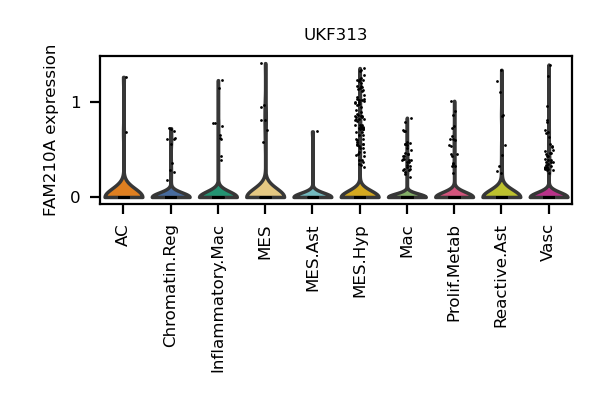 UKF313
FAM210A expression
1
0
AC
Chromatin.Reg
Inflammatory.Mac
MES
MES.Ast
MES.Hyp
Mac
Prolif.Metab
Reactive.Ast
Vasc